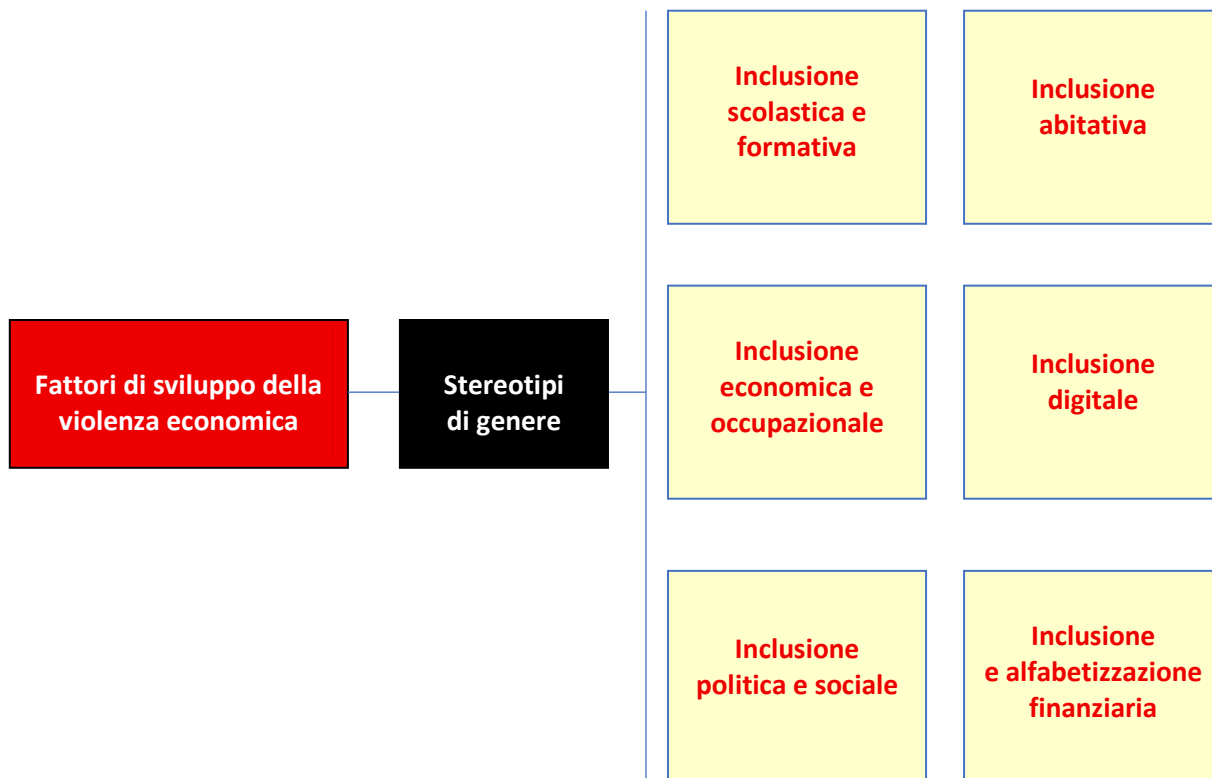 Fattori di sviluppo della
violenza economica
Stereotipi
di genere
Inclusione
scolastica e
formativa
Inclusione
abitativa
Inclusione
economica e
occupazionale
Inclusione
digitale
Inclusione
politica e sociale
Inclusione
e alfabetizzazione
finanziaria